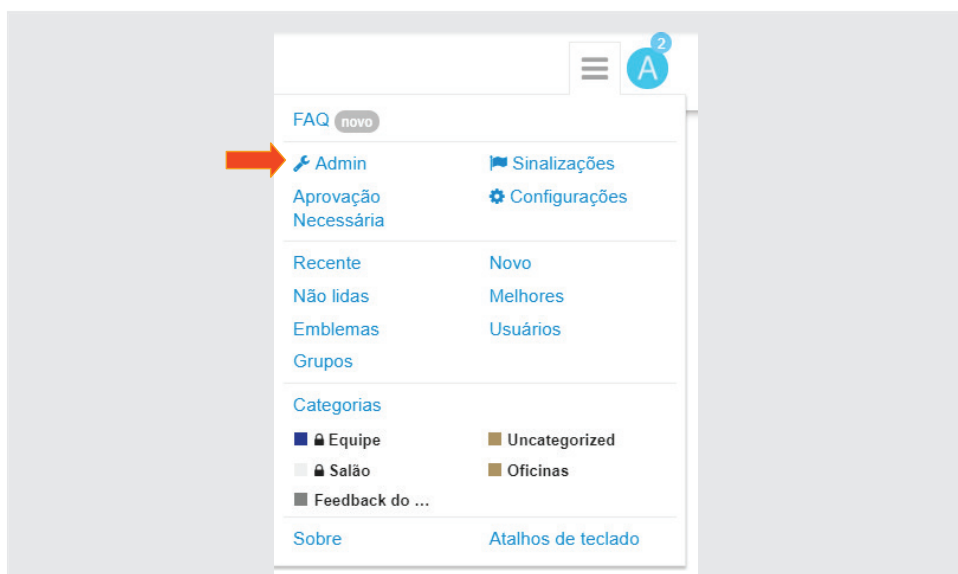 2
A
FAQ novo
Admin
Sinalizações
Aprovação
Necessária
Configurações
Recente
Novo
Não lidas
Melhores
Emblemas
Usuários
Grupos
Categorias
Equipe
Uncategorized
Salão
Oficinas
Feedback do ...
Sobre
Atalhos de teclado